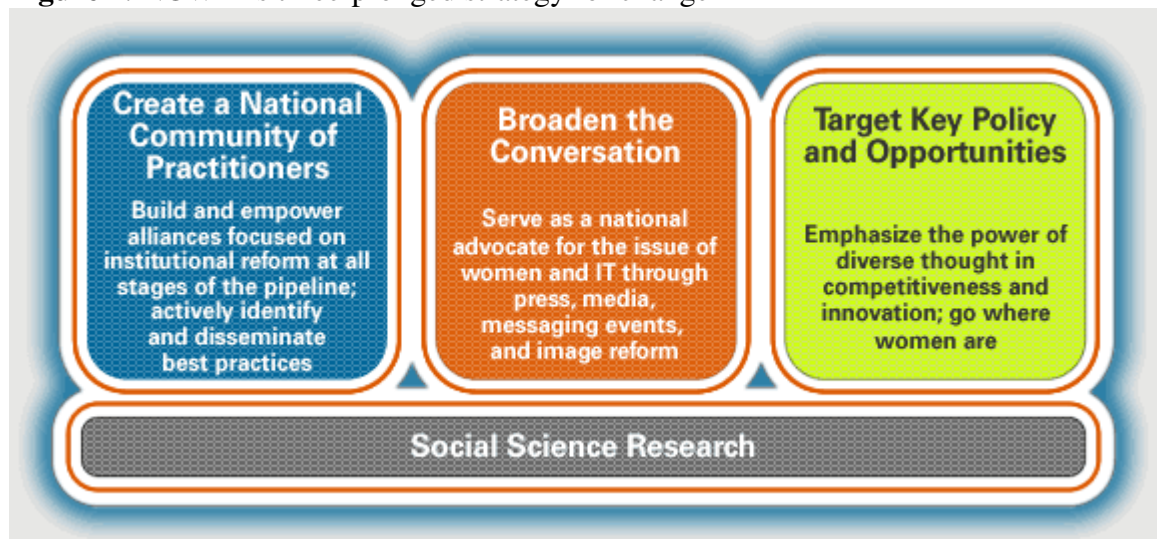 Create a National
Community of
Practitioners
Build and empower
alliances focused on
institutional reform at all
stages of the pipeline;
actively identify
and disseminate
best practices
Broaden the
Conversation
Serve as a national
advocate for the issue of
women and IT through
press, media,
messaging events,
and image reform
Target Key Policy
and Opportunities
Emphasize the power of
diverse thought in
competitiveness and
innovation; go where
women are
Social Science Research